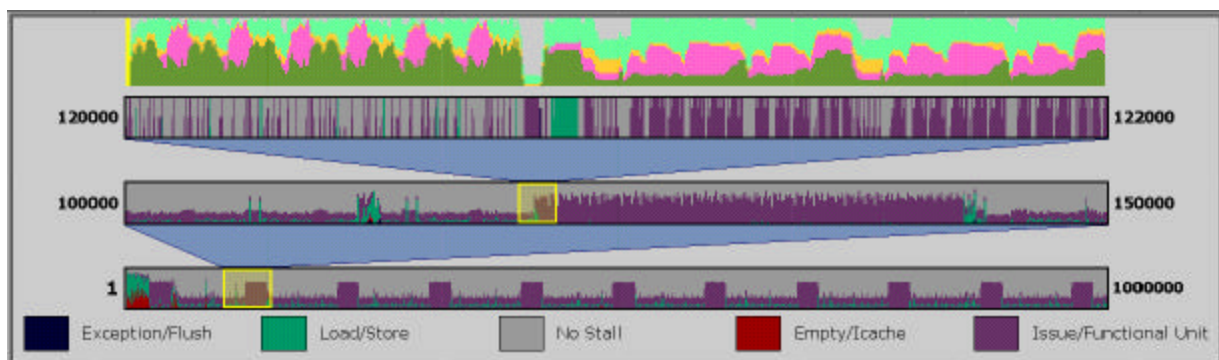 120000 122000
100000 150000
1 1000000
Exception/Flush Load/Store No Stall Empty/Icache Issue/Functional Unit